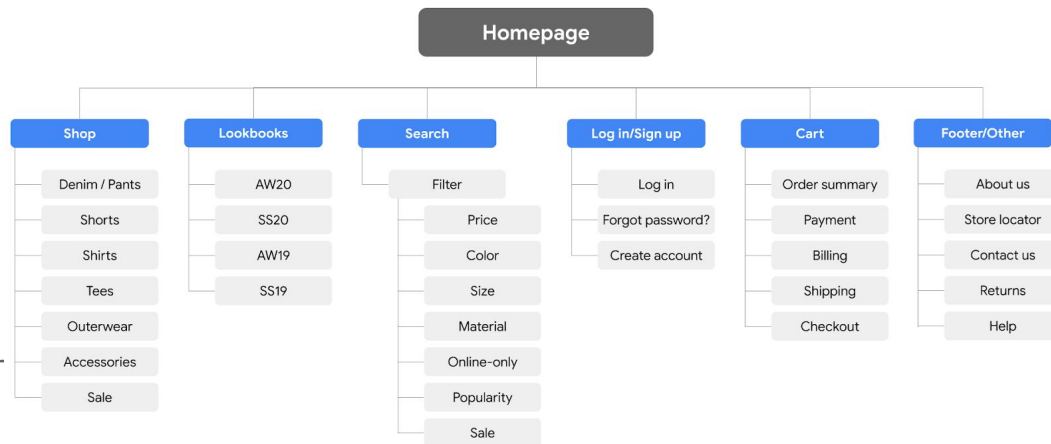 Homepage
Shop
Denim / Pants
Shorts
Shirts
Tees
Outerwear
Accessories
Sale
Lookbooks
AW20
SS20
AW19
SS19
Search
Filter
Price
Color
Size
Material
Online-only
Popularity
Sale
Log in/Sign up
Log in
Forgot password?
Create account
Cart
Order summary
Payment
Billing
Shipping
Checkout
Footer/Other
About us
Store locator
Contact us
Returns
Help